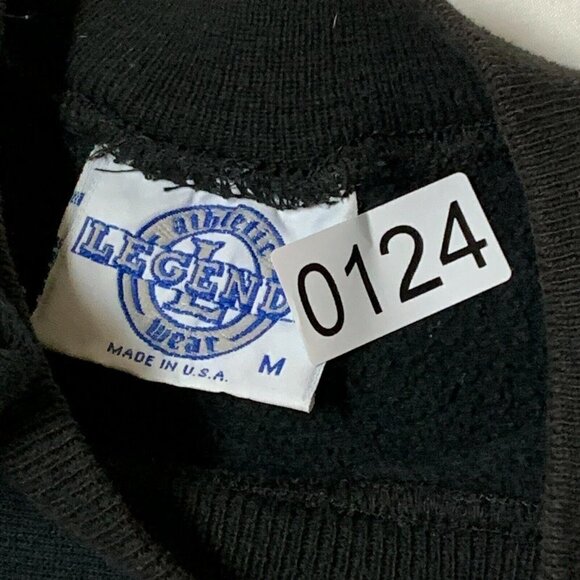 athletic
LEGEND
L
wear
MADE IN U.S.A.
M
0124